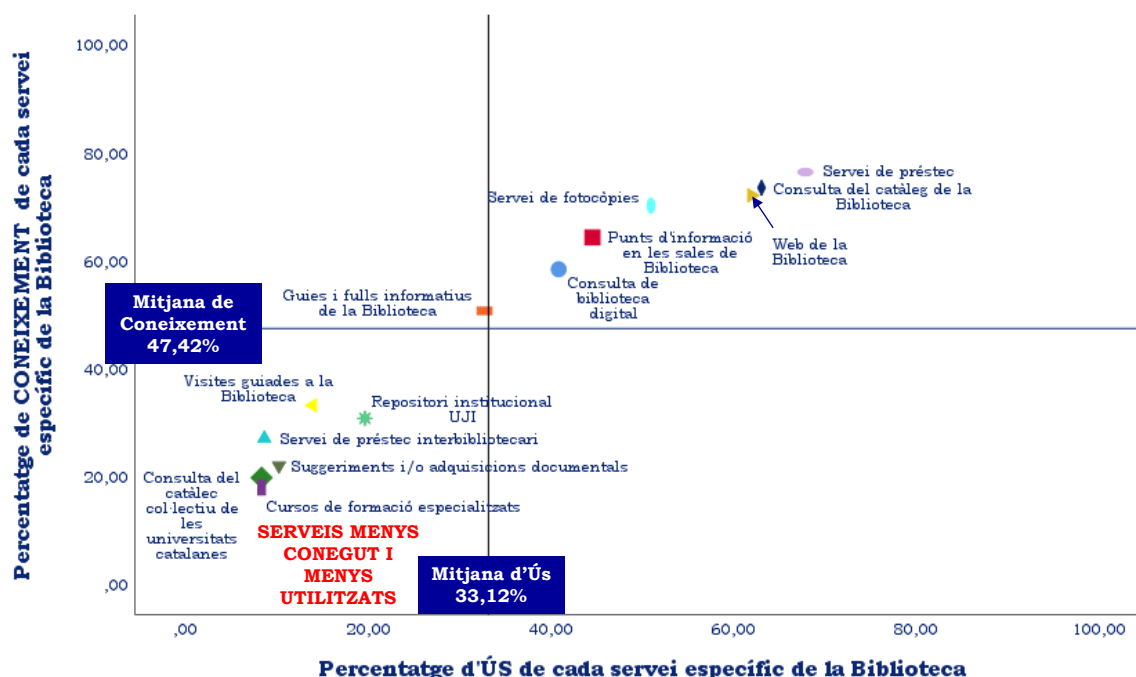 Percentatge de CONEIXEMENT de cada servei
específic de la Biblioteca
100,00
80,00
60,00
40,00
20,00
,00
Servei de préstec
Consulta del catàleg de la
Biblioteca
Servei de fotocòpies
Web de la
Biblioteca
Punts d'informació
en les sales de
Biblioteca
Consulta de
biblioteca
digital
Guies i fulls informatius
de la Biblioteca
Mitjana de
Coneixement
47,42%
Visites guiades a la
Biblioteca
Repositori institucional
UJI
Servei de préstec interbibliotecari
Suggeriments i/o adquisicions documentals
Consulta del
catàlec
col·lectiu de
les
universitats
catalanes
Cursos de formació especialitzats
SERVEIS MENYS
CONEGUT I
MENYS
UTILITZATS
Mitjana d’Ús
33,12%
,00
20,00
40,00
60,00
80,00
100,00
Percentatge d'ÚS de cada servei específic de la Biblioteca